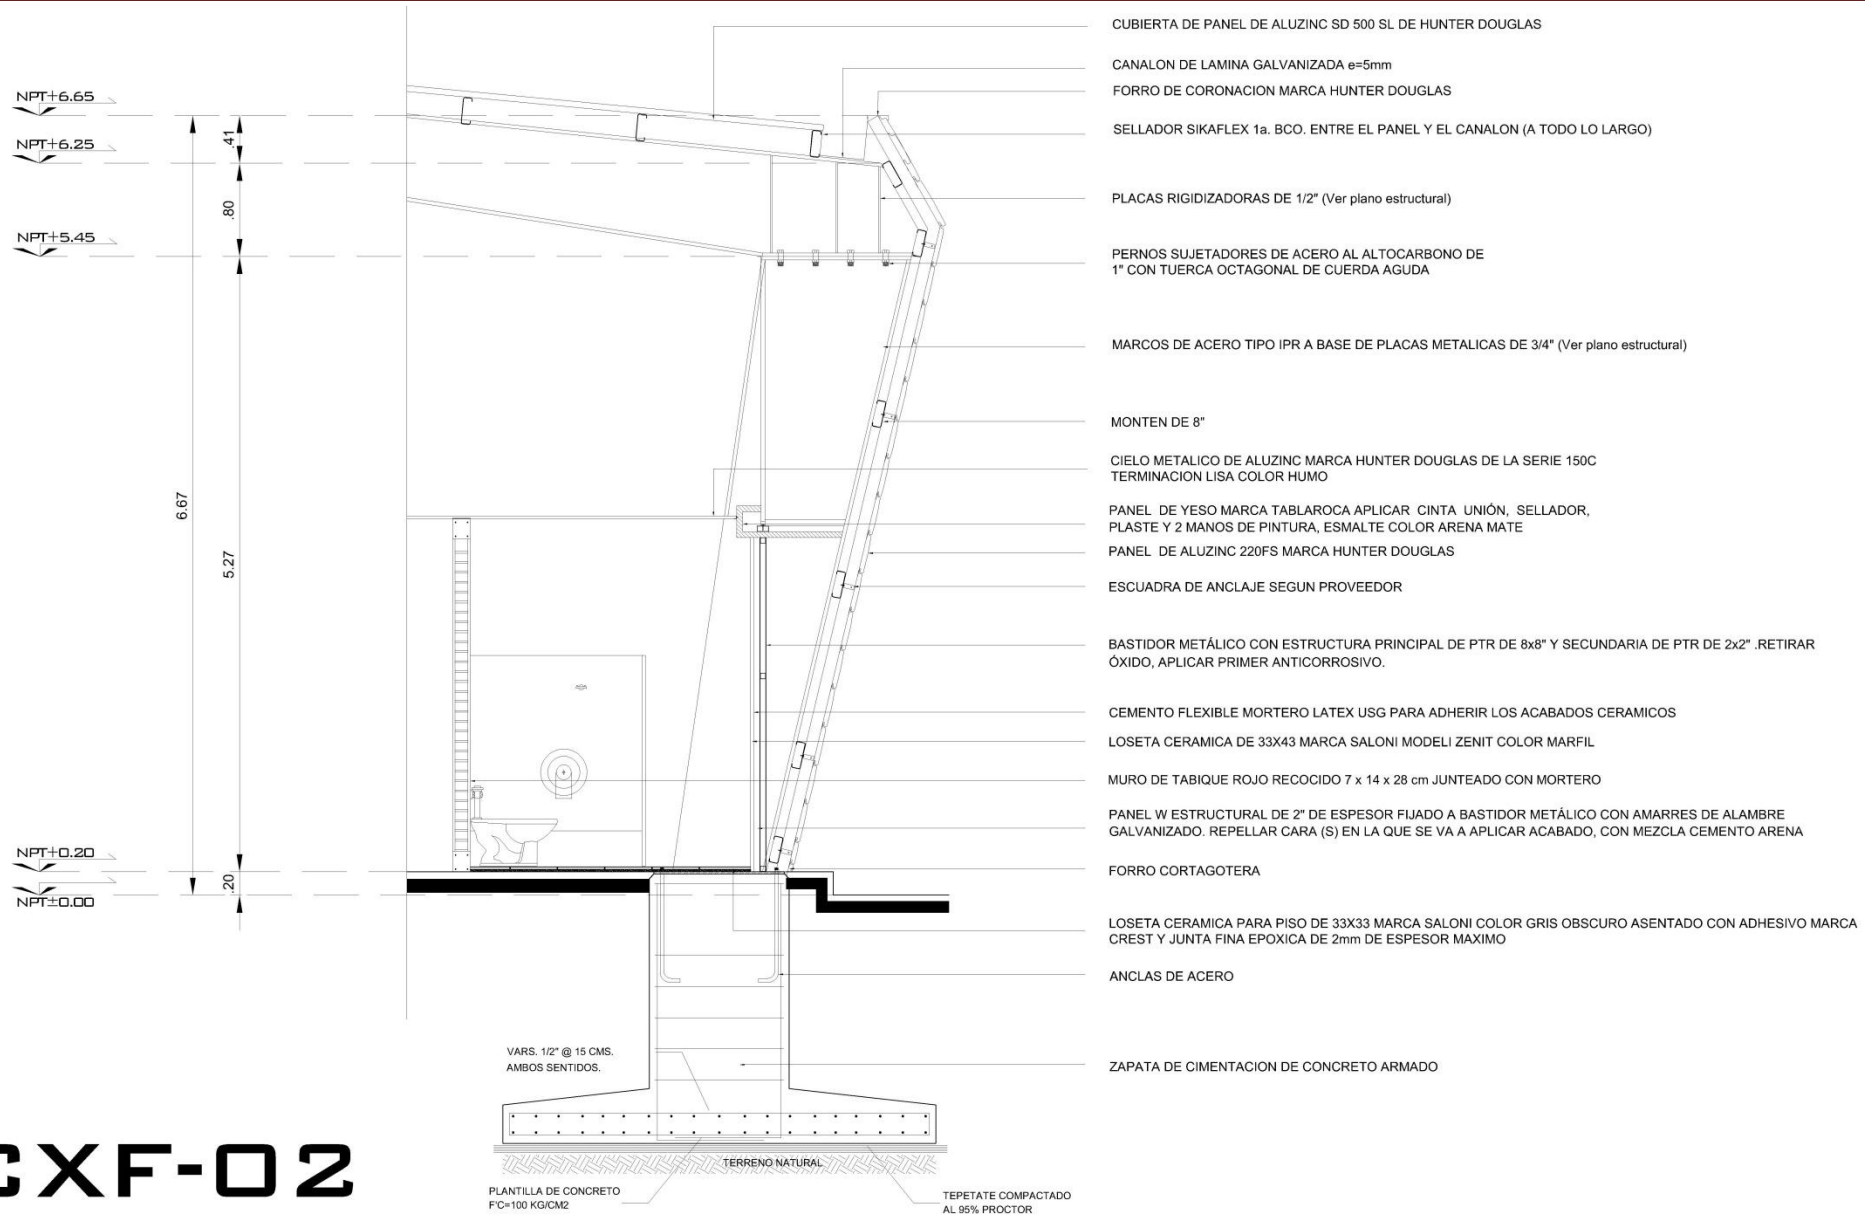 CUBIERTA DE PANEL DE ALUZINC SD 500 SL DE HUNTER DOUGLAS
CANALON DE LAMINA GALVANIZADA e=5mm
FORRO DE CORONACION MARCA HUNTER DOUGLAS
SELLADOR SIKAFLEX 1a. BCO. ENTRE EL PANEL Y EL CANALON (A TODO LO LARGO)
PLACAS RIGIDIZADORAS DE 1/2" (Ver plano estructural)
PERNOS SUJETADORES DE ACERO AL ALTOCARBONO DE
1" CON TUERCA OCTAGONAL DE CUERDA AGUDA
MARCOS DE ACERO TIPO IPR A BASE DE PLACAS METALICAS DE 3/4" (Ver plano estructural)
MONTEN DE 8"
CIELO METALICO DE ALUZINC MARCA HUNTER DOUGLAS DE LA SERIE 150C
TERMINACION LISA COLOR HUMO
PANEL DE YESO MARCA TABLAROCA APLICAR CINTA UNIÓN, SELLADOR,
PLASTE Y 2 MANOS DE PINTURA, ESMALTE COLOR ARENA MATE
PANEL DE ALUZINC 220FS MARCA HUNTER DOUGLAS
ESCUADRA DE ANCLAJE SEGUN PROVEEDOR
BASTIDOR METÁLICO CON ESTRUCTURA PRINCIPAL DE PTR DE 8x8" Y SECUNDARIA DE PTR DE 2x2" .RETIRAR
ÓXIDO, APLICAR PRIMER ANTICORROSIVO.
CEMENTO FLEXIBLE MORTERO LATEX USG PARA ADHERIR LOS ACABADOS CERAMICOS
LOSETA CERAMICA DE 33X43 MARCA SALONI MODELI ZENIT COLOR MARFIL
MURO DE TABIQUE ROJO RECOCIDO 7 x 14 x 28 cm JUNTEADO CON MORTERO
PANEL W ESTRUCTURAL DE 2" DE ESPESOR FIJADO A BASTIDOR METÁLICO CON AMARRES DE ALAMBRE
GALVANIZADO. REPELLAR CARA (S) EN LA QUE SE VA A APLICAR ACABADO, CON MEZCLA CEMENTO ARENA
FORRO CORTAGOTERA
LOSETA CERAMICA PARA PISO DE 33X33 MARCA SALONI COLOR GRIS OBSCURO ASENTADO CON ADHESIVO MARCA
CREST Y JUNTA FINA EPOXICA DE 2mm DE ESPESOR MAXIMO
ANCLAS DE ACERO
ZAPATA DE CIMENTACION DE CONCRETO ARMADO
NPT+6.65
NPT+6.25
NPT+5.45
NPT+0.20
NPT±0.00
.41
.80
6.67
5.27
.20
VARS. 1/2" @ 15 CMS.
AMBOS SENTIDOS.
TERRENO NATURAL
PLANTILLA DE CONCRETO
F'C=100 KG/CM2
TEPETATE COMPACTADO
AL 95% PROCTOR
CXF-02